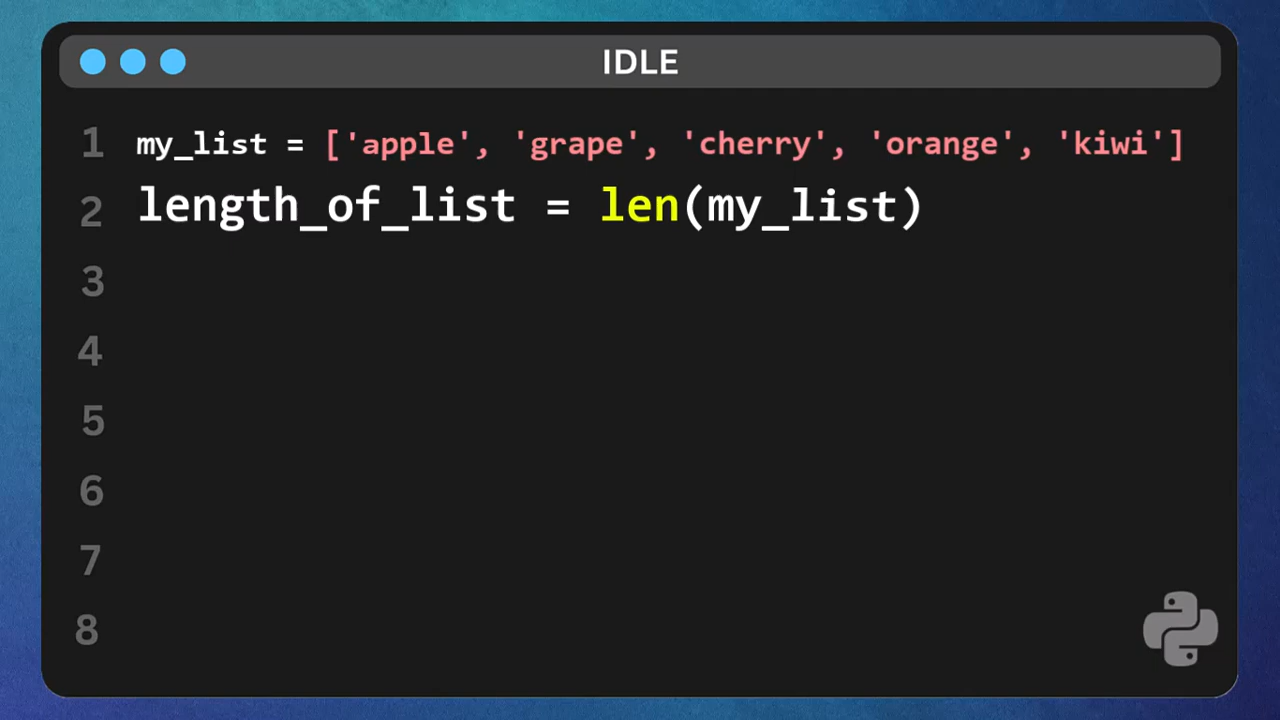 IDLE
1 my_list = ['apple', 'grape', 'cherry', 'orange', 'kiwi']
2 length_of_list = len(my_list)
3
4
5
6
7
8